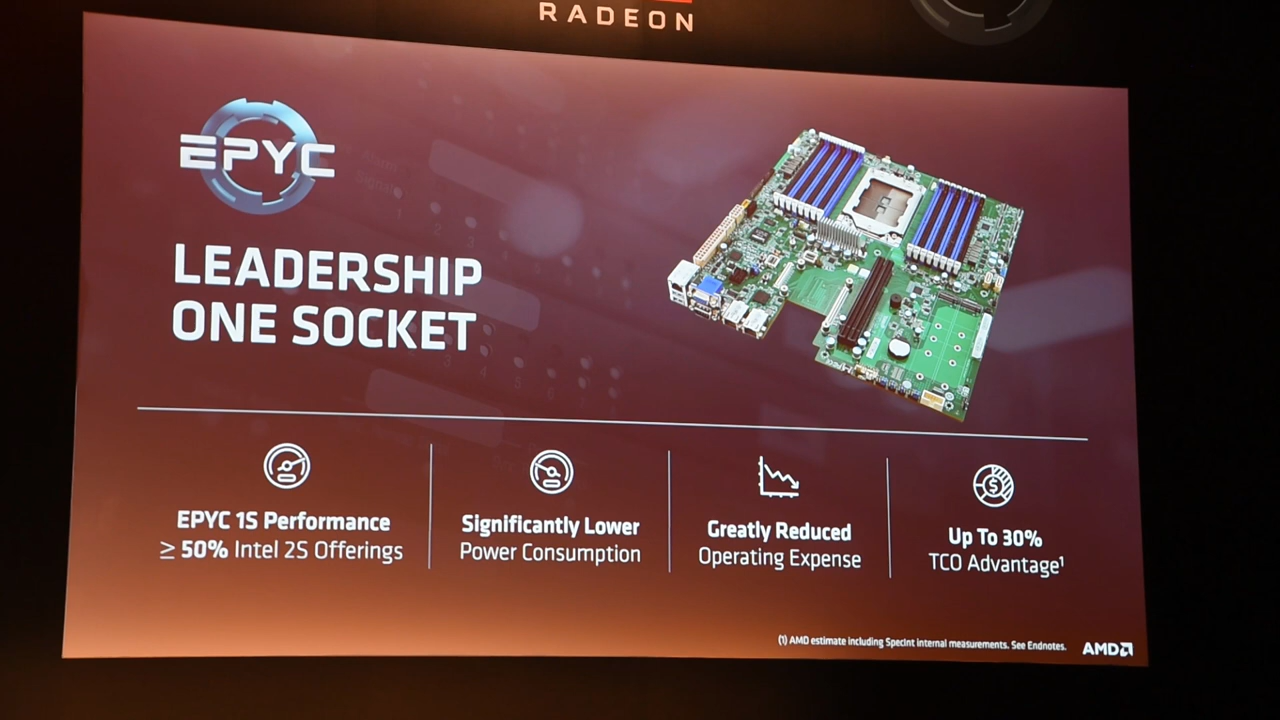 RADEON
EPYC
LEADERSHIP
ONE SOCKET
EPYC 1S Performance
≥ 50% Intel 2S Offerings
Significantly Lower
Power Consumption
Greatly Reduced
Operating Expense
Up To 30%
TCO Advantage¹
(1) AMD estimate including SpecInt internal measurements. See Endnotes.
AMD